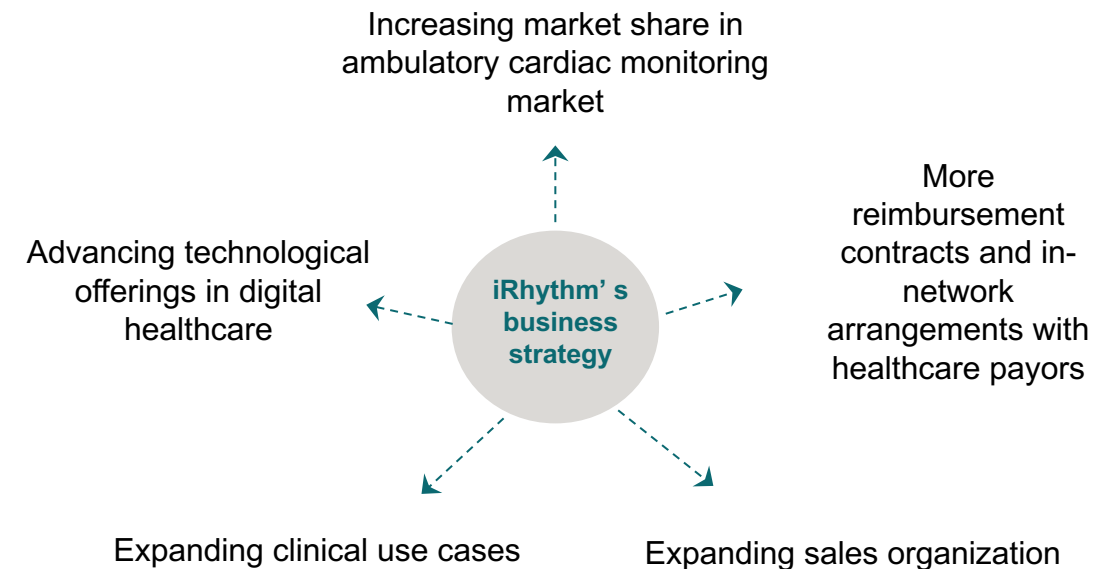 Increasing market share in
ambulatory cardiac monitoring
market
More
reimbursement
contracts and in-
network
arrangements with
healthcare payors
Advancing technological
offerings in digital
healthcare
iRhythm’ s
business
strategy
Expanding clinical use cases
Expanding sales organization